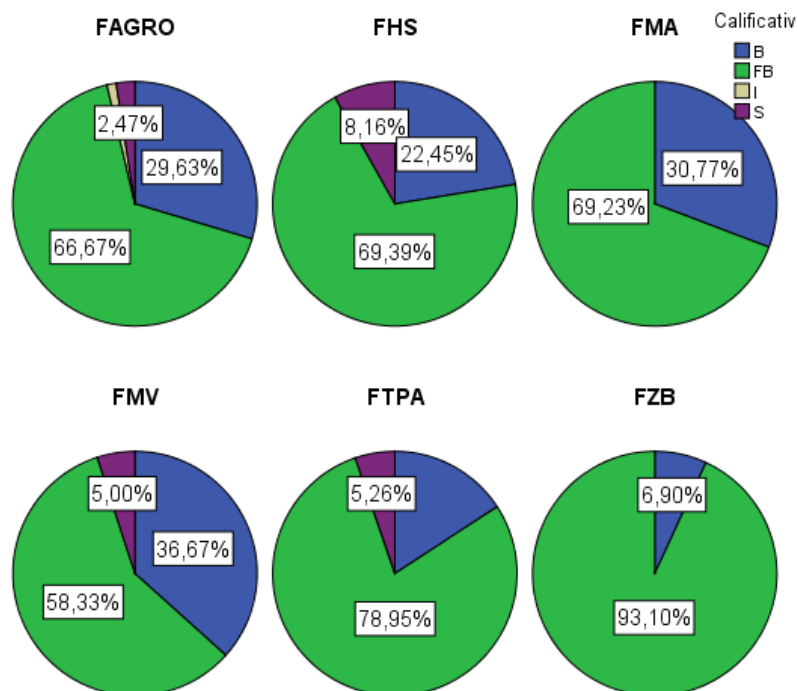 FAGRO
FHS
FMA
Calificativ
B
FB
I
S
2,47%
29,63%
66,67%
8,16%
22,45%
69,39%
30,77%
69,23%
FMV
FTPA
FZB
5,00%
36,67%
58,33%
5,26%
78,95%
6,90%
93,10%